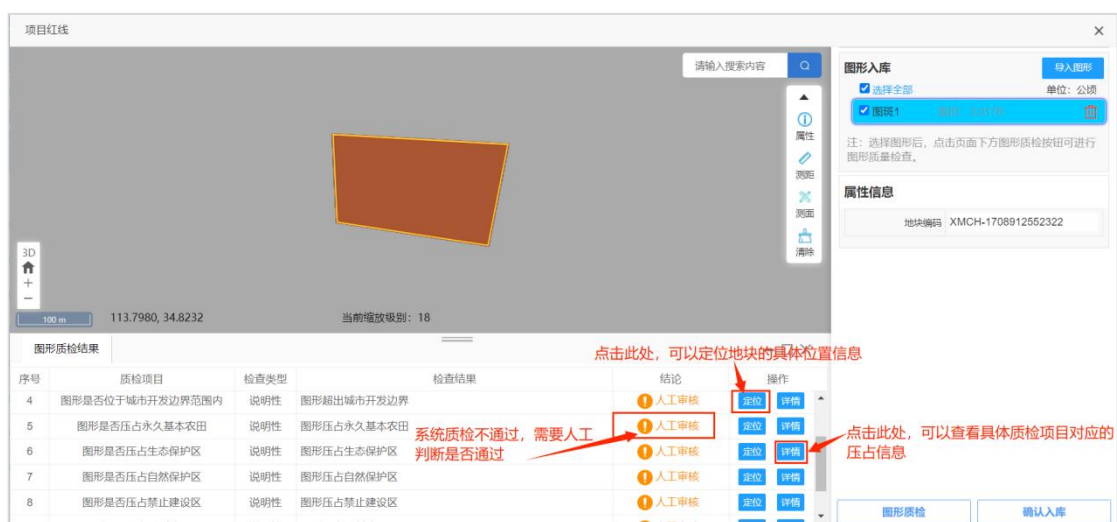 项目红线
请输入搜索内容
属性
测距
测面
清除
3D
100 m
113.7980, 34.8232
当前缩放级别：18
图形入库
导入图形
选择全部
单位：公顷
图斑1
注：选择图形后，点击页面下方图形质检按钮可进行
图形质量检查。
属性信息
地块编码 XMCH-1708912552322
图形质检结果
点击此处，可以定位地块的具体位置信息
序号 质检项目 检查类型 检查结果 结论 操作
4 图形是否位于城市开发边界范围内 说明性 图形超出城市开发边界 人工审核 定位 详情
5 图形是否压占永久基本农田 说明性 图形压占永久基本农田 人工审核 定位 详情
系统质检不通过，需要人工
判断是否通过
点击此处，可以查看具体质检项目对应的
压占信息
6 图形是否压占生态保护区 说明性 图形压占生态保护区 人工审核 定位 详情
7 图形是否压占自然保护区 说明性 图形压占自然保护区 人工审核 定位 详情
8 图形是否压占禁止建设区 说明性 图形压占禁止建设区 人工审核 定位 详情
图形质检
确认入库